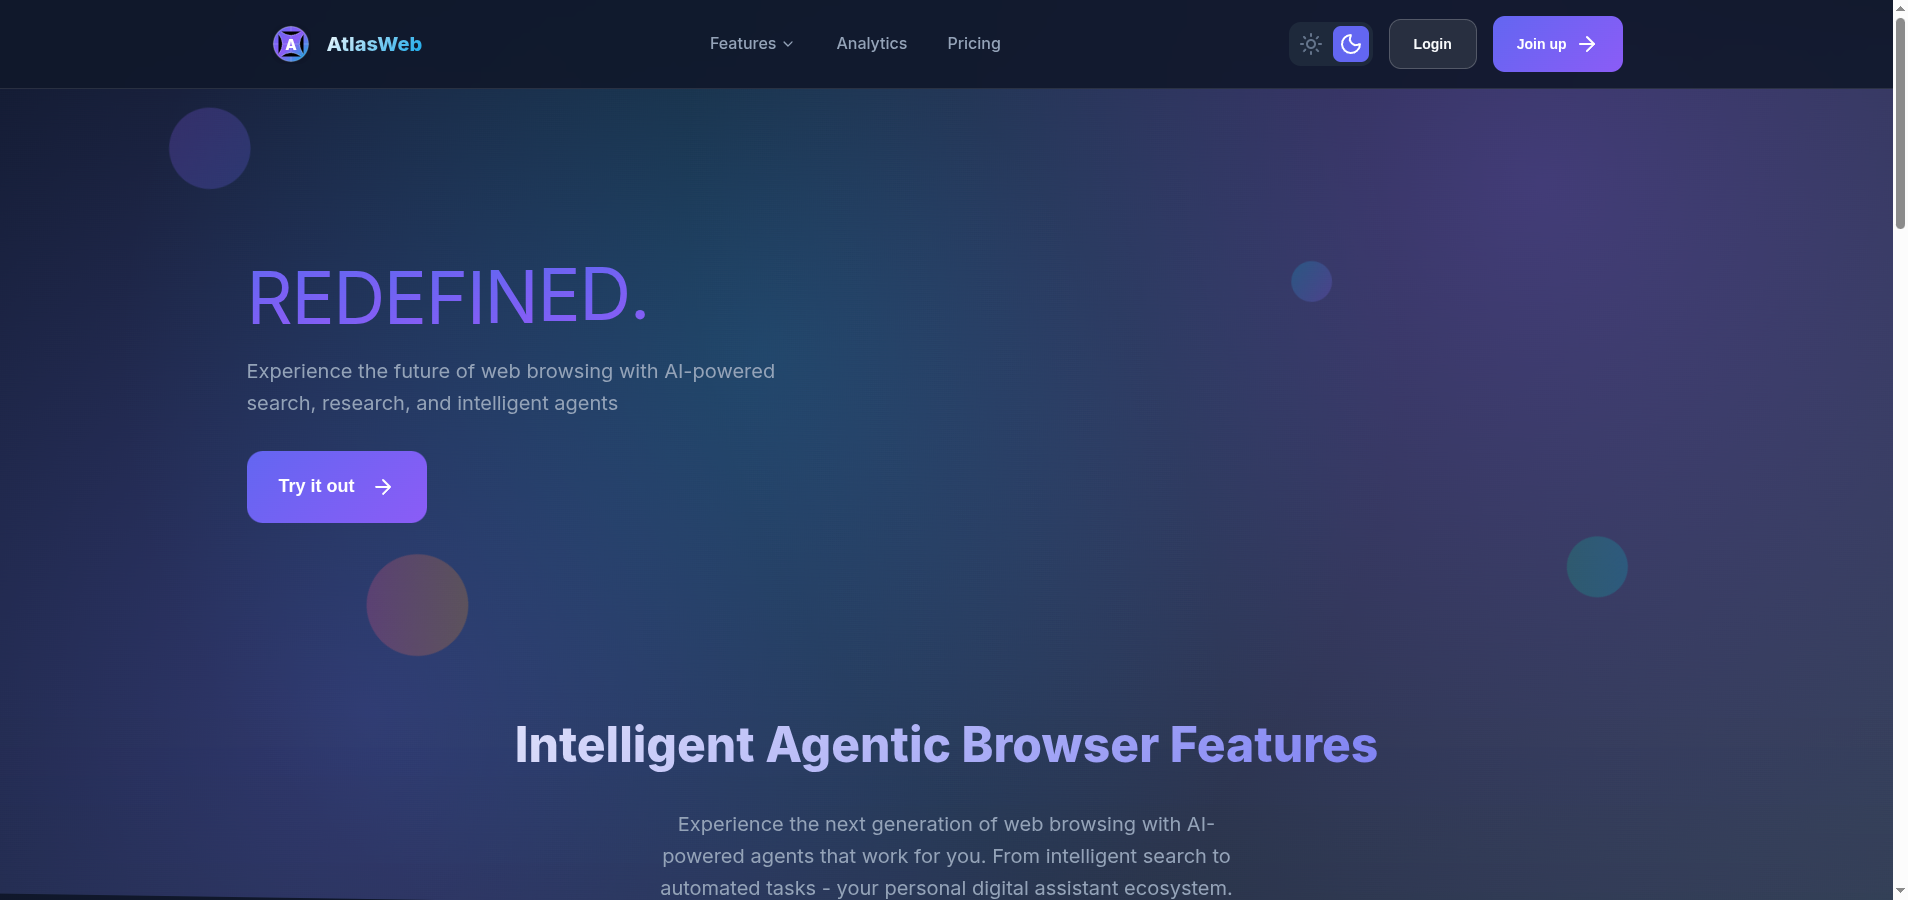 A AtlasWeb
Features Analytics Pricing
Login
Join up
REDEFINED.
Experience the future of web browsing with AI-powered
search, research, and intelligent agents
Try it out
Intelligent Agentic Browser Features
Experience the next generation of web browsing with AI-
powered agents that work for you. From intelligent search to
automated tasks - your personal digital assistant ecosystem.